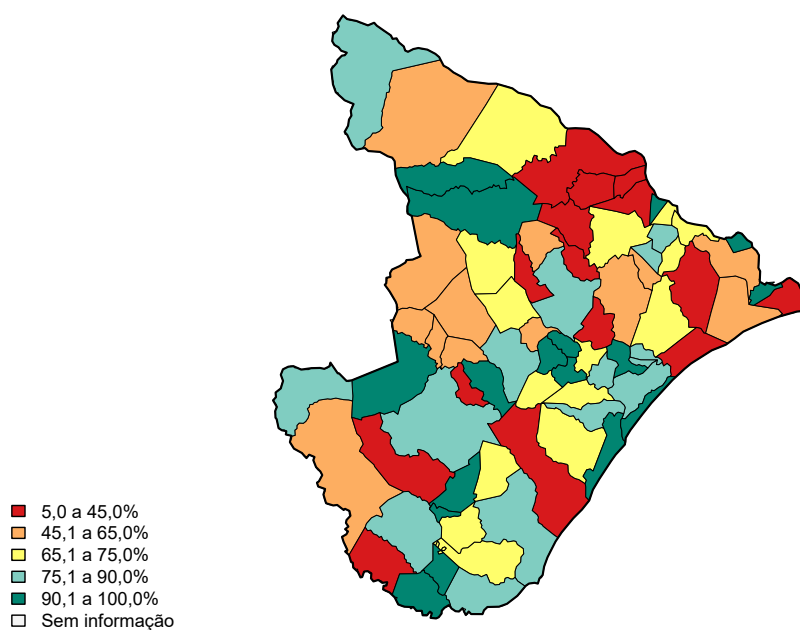 5,0 a 45,0%
45,1 a 65,0%
65,1 a 75,0%
75,1 a 90,0%
90,1 a 100,0%
Sem informação